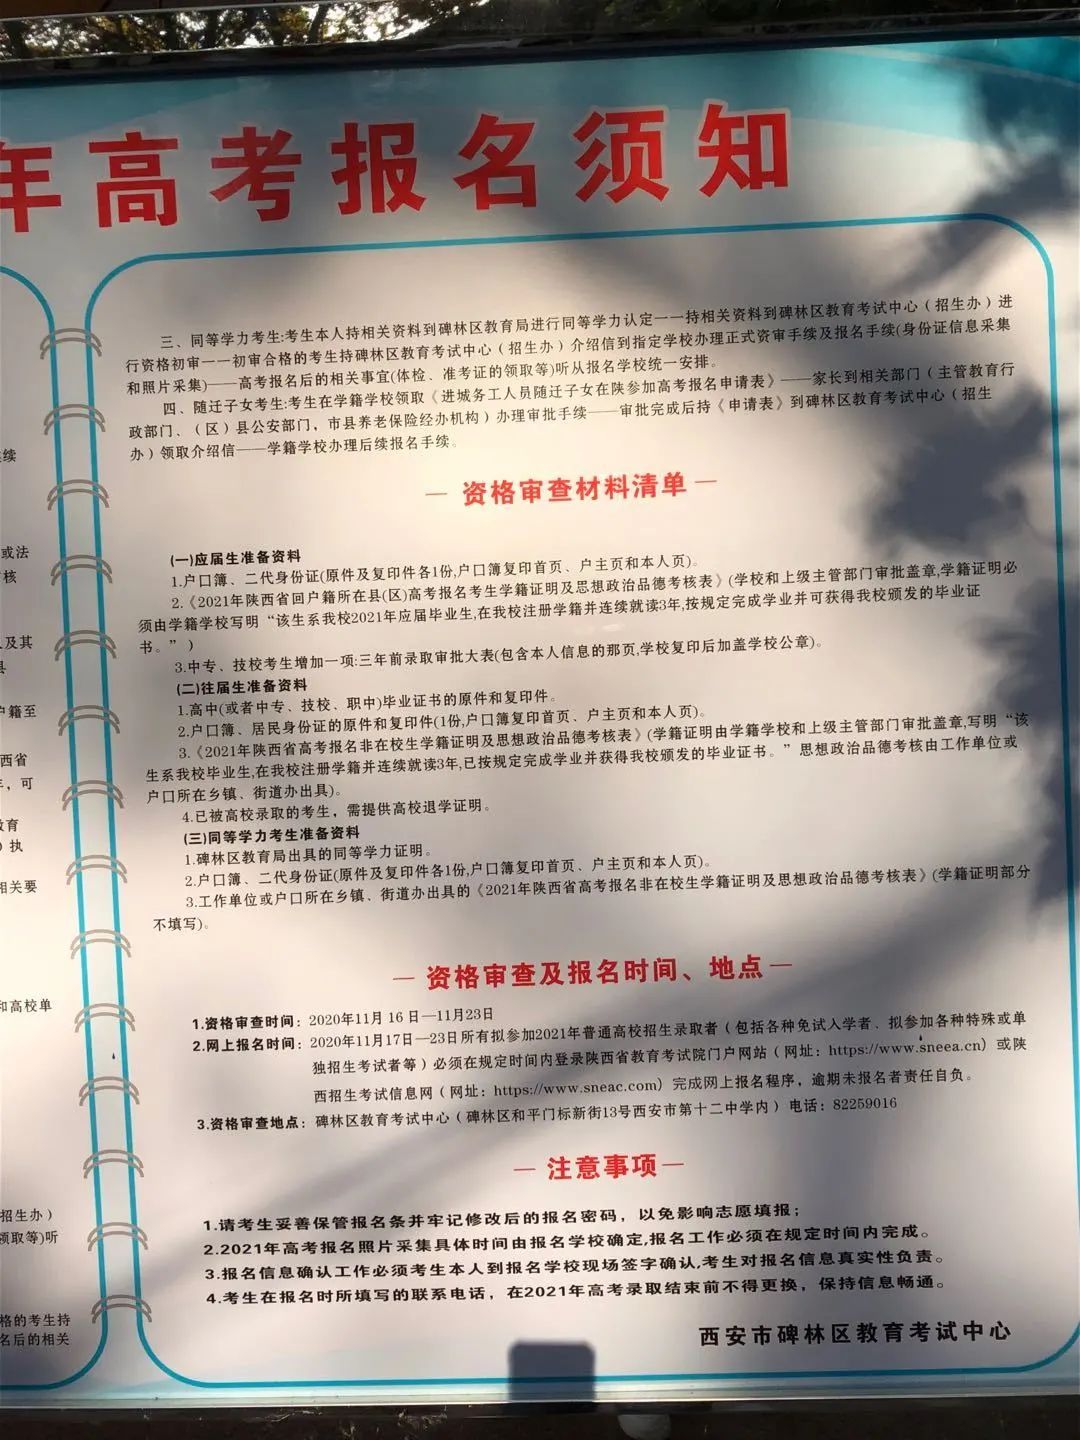 年高考报名须知
三、同等学力考生:考生本人持相关资料到碑林区教育局进行同等学力认定——持相关资料到碑林区教育考试中心（招生办）进
行资格初审——初审合格的考生持碑林区教育考试中心（招生办）介绍信到指定学校办理正式资审手续及报名手续(身份证信息采集
和照片采集)——高考报名后的相关事宜(体检、准考证的领取等)听从报名学校统一安排。
四、随迁子女考生:考生在学籍学校领取《进城务工人员随迁子女在陕参加高考报名申请表》——家长到相关部门（主管教育行
政部门、（区）县公安部门，市县养老保险经办机构）办理审批手续——审批完成后持《申请表》到碑林区教育考试中心（招生
办）领取介绍信——学籍学校办理后续报名手续。
— 资格审查材料清单 —
(一)应届生准备资料
1.户口簿、二代身份证(原件及复印件各1份,户口簿复印首页、户主页和本人页)。
2.《2021年陕西省回户籍所在县(区)高考报名考生学籍证明及思想政治品德考核表》(学校和上级主管部门审批盖章,学籍证明必
须由学籍学校写明“该生系我校2021年应届毕业生,在我校注册学籍并连续就读3年,按规定完成学业并可获得我校颁发的毕业证
书。”）
3.中专、技校考生增加一项:三年前录取审批大表(包含本人信息的那页,学校复印后加盖学校公章)。
(二)往届生准备资料
1.高中(或者中专、技校、职中)毕业证书的原件和复印件。
2.户口簿、居民身份证的原件和复印件(1份,户口簿复印首页、户主页和本人页)。
3.《2021年陕西省高考报名非在校生学籍证明及思想政治品德考核表》(学籍证明由学籍学校和上级主管部门审批盖章,写明“该
生系我校毕业生,在我校注册学籍并连续就读3年,已按规定完成学业并获得我校颁发的毕业证书。”思想政治品德考核由工作单位或
户口所在乡镇、街道办出具)。
4.已被高校录取的考生，需提供高校退学证明。
(三)同等学力考生准备资料
1.碑林区教育局出具的同等学力证明。
2.户口簿、二代身份证(原件及复印件各1份,户口簿复印首页、户主页和本人页)。
3.工作单位或户口所在乡镇、街道办出具的《2021年陕西省高考报名非在校生学籍证明及思想政治品德考核表》(学籍证明部分
不填写)。
— 资格审查及报名时间、地点 —
1.资格审查时间：2020年11月16日—11月23日
2.网上报名时间：2020年11月17日—23日所有拟参加2021年普通高校招生录取者（包括各种免试入学者、拟参加各种特殊或单
独招生考试者等）必须在规定时间内登录陕西省教育考试院门户网站（网址：https://www.sneea.cn）或陕
西招生考试信息网（网址：https://www.sneac.com）完成网上报名程序，逾期未报名者责任自负。
3.资格审查地点：碑林区教育考试中心（碑林区和平门标新街13号西安市第十二中学内）电话：82259016
— 注意事项 —
1.请考生妥善保管报名条并牢记修改后的报名密码，以免影响志愿填报；
2.2021年高考报名照片采集具体时间由报名学校确定,报名工作必须在规定时间内完成。
3.报名信息确认工作必须考生本人到报名学校现场签字确认,考生对报名信息真实性负责。
4.考生在报名时所填写的联系电话，在2021年高考录取结束前不得更换，保持信息畅通。
西安市碑林区教育考试中心
续
或法
核
及其
县
籍至
西省
，可
教育
执
相关要
和高校单
招生办）
领取等)听
格的考生持
名后的相关